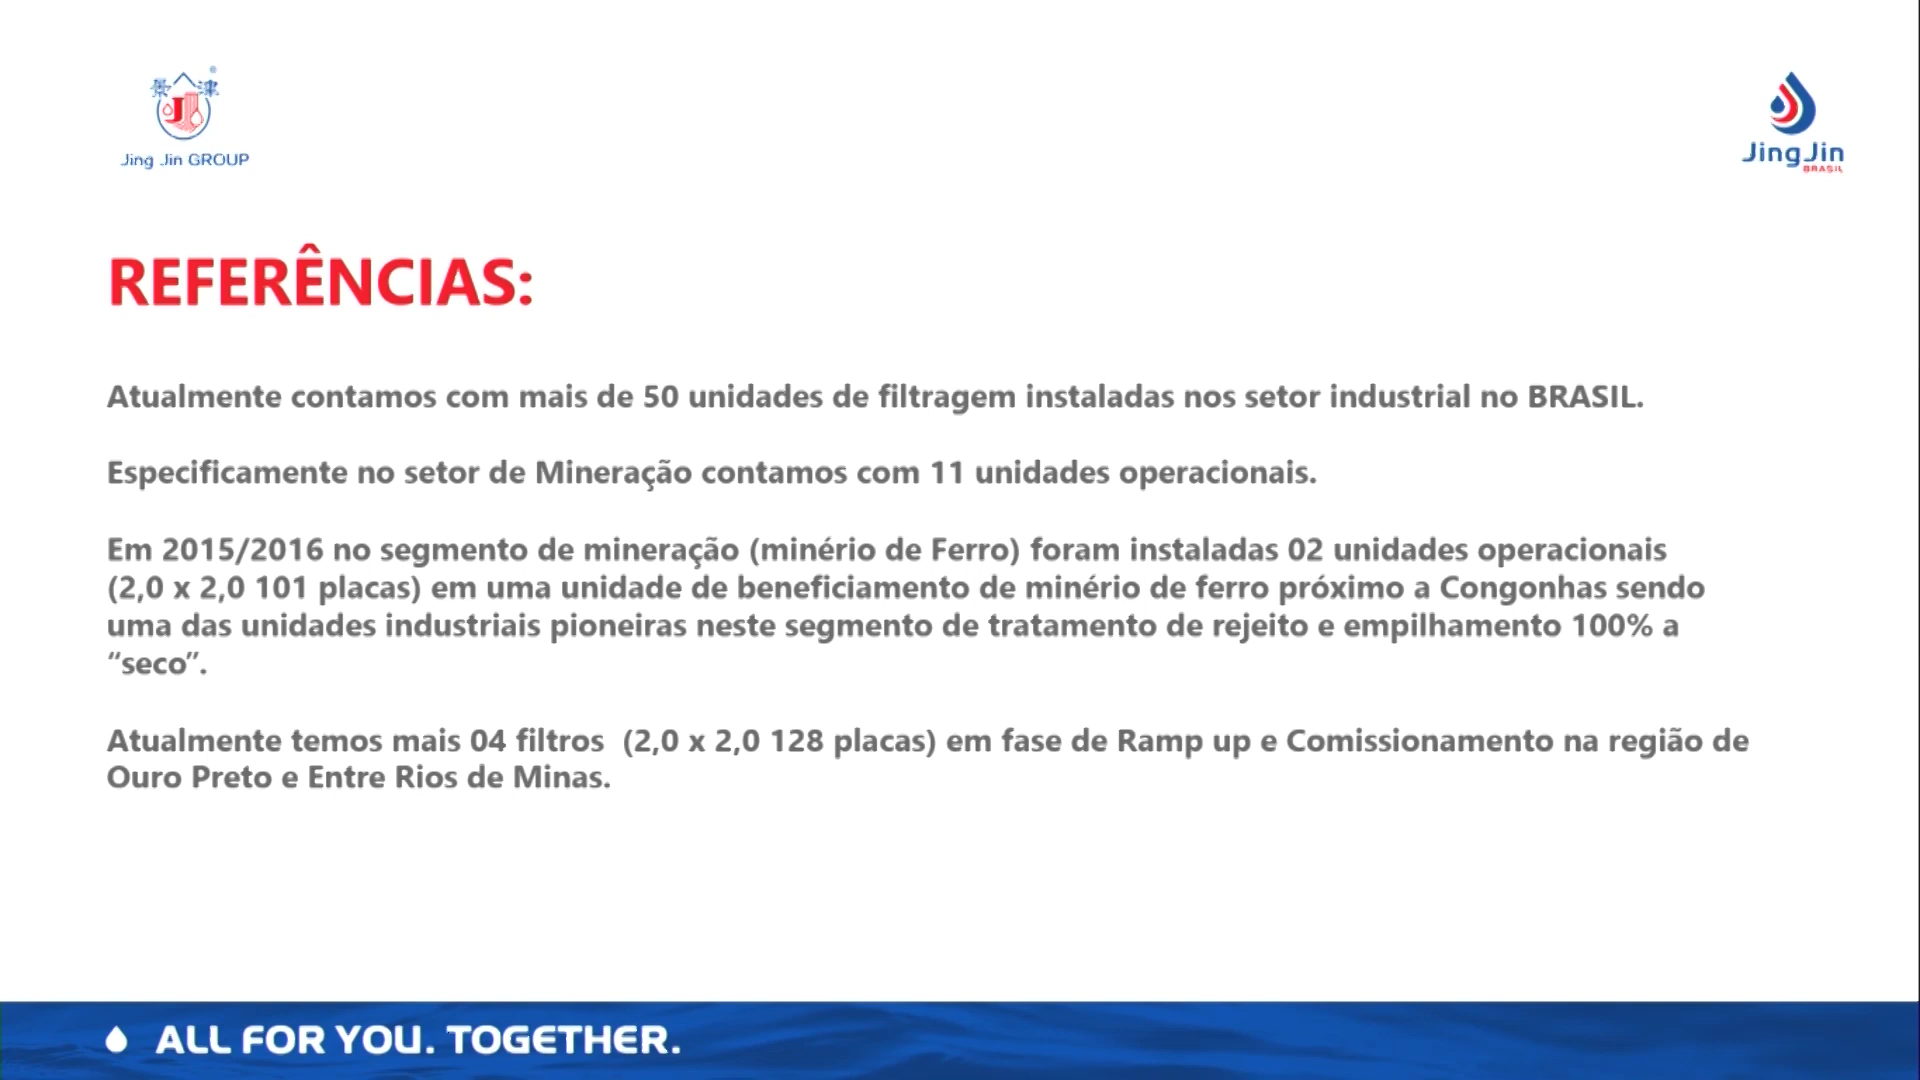 景 津
®
J
Jing Jin GROUP
JingJin
BRASIL
REFERÊNCIAS:
Atualmente contamos com mais de 50 unidades de filtragem instaladas nos setor industrial no BRASIL.
Especificamente no setor de Mineração contamos com 11 unidades operacionais.
Em 2015/2016 no segmento de mineração (minério de Ferro) foram instaladas 02 unidades operacionais
(2,0 x 2,0 101 placas) em uma unidade de beneficiamento de minério de ferro próximo a Congonhas sendo
uma das unidades industriais pioneiras neste segmento de tratamento de rejeito e empilhamento 100% a
“seco”.
Atualmente temos mais 04 filtros  (2,0 x 2,0 128 placas) em fase de Ramp up e Comissionamento na região de
Ouro Preto e Entre Rios de Minas.
ALL FOR YOU. TOGETHER.